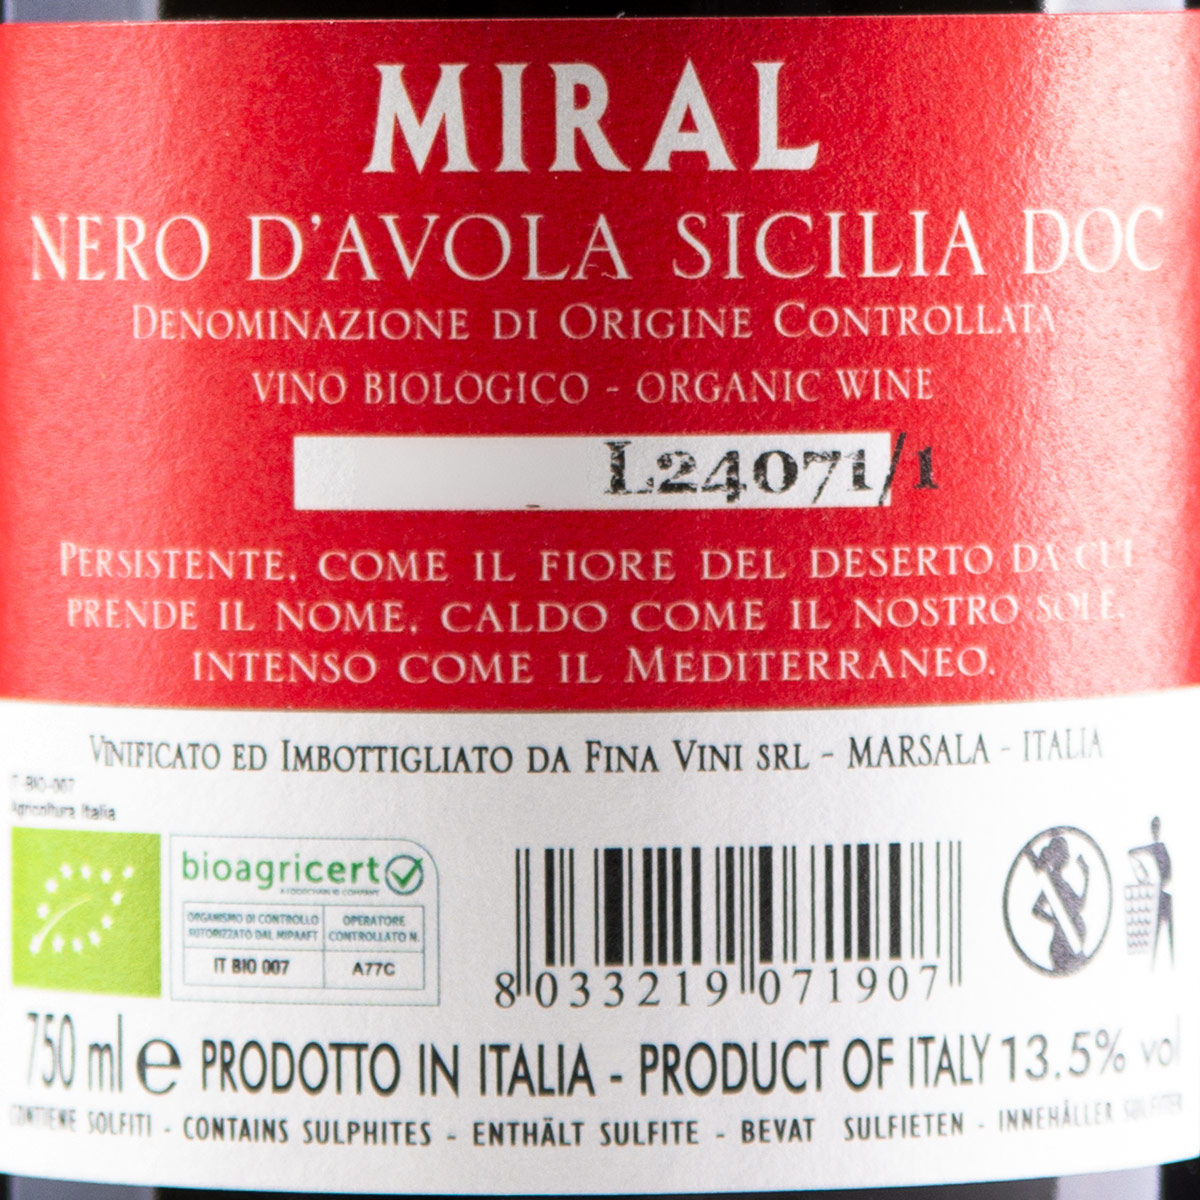 MIRAL
NERO D'AVOLA SICILIA DOC
DENOMINAZIONE DI ORIGINE CONTROLLATA
VINO BIOLOGICO - ORGANIC WINE
L24071/1
PERSISTENTE, COME IL FIORE DEL DESERTO DA CUI
PRENDE IL NOME, CALDO COME IL NOSTRO SOLE,
INTENSO COME IL MEDITERRANEO.
VINIFICATO ED IMBOTTIGLIATO DA FINA VINI SRL - MARSALA - ITALIA
IT-BIO-007
Agricoltura Italia
bioagricert
ORGANISMO DI CONTROLLO
AUTORIZZATO DAL MIPAAFT
OPERATORE
CONTROLLATO N.
IT BIO 007
A77C
8 033219 071907
750 ml e PRODOTTO IN ITALIA - PRODUCT OF ITALY 13.5% vol
CONTIENE SOLFITI - CONTAINS SULPHITES - ENTHÄLT SULFITE - BEVAT SULFIETEN - INNEHÅLLER SULFITER